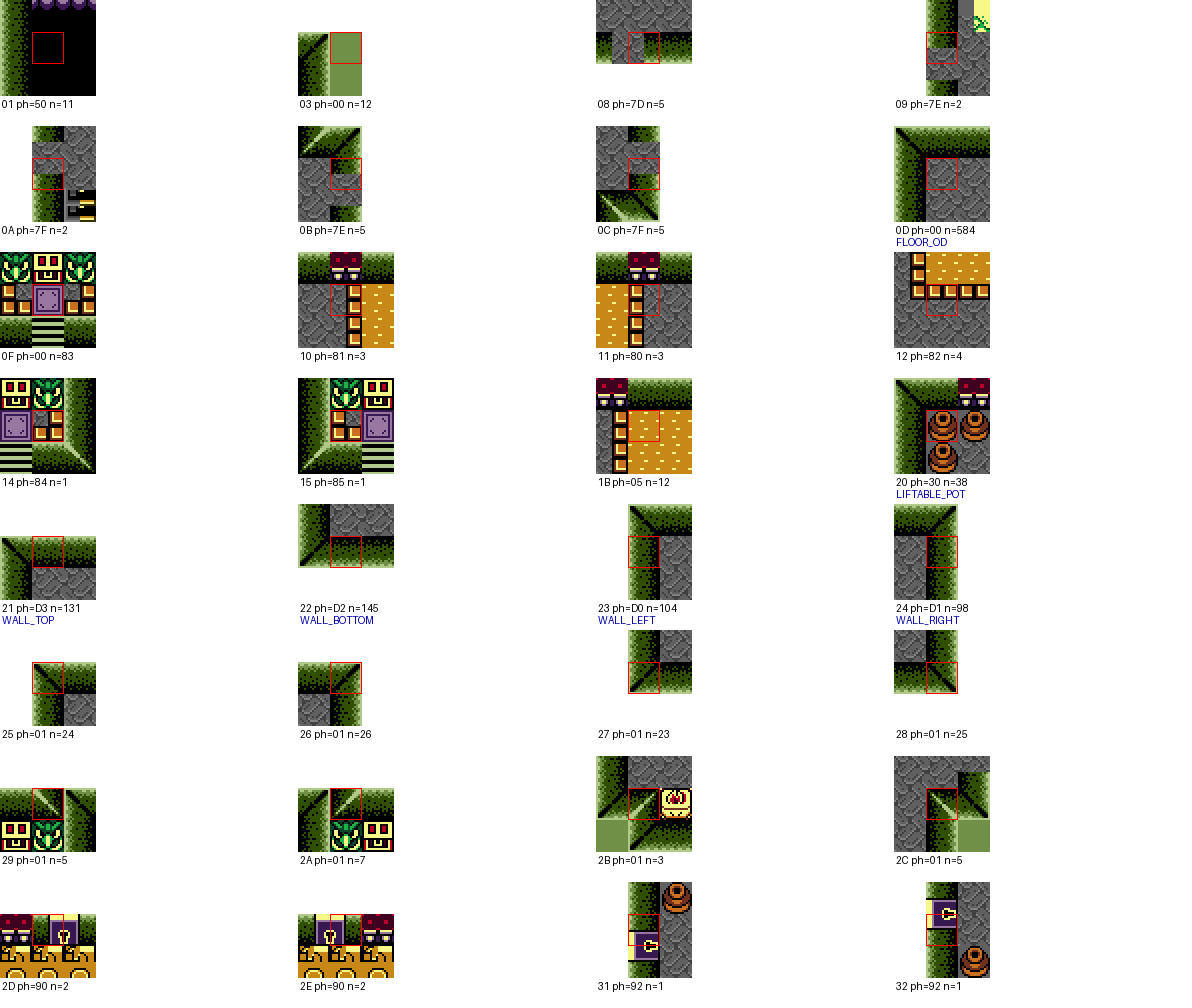 01 ph=50 n=11
03 ph=00 n=12
08 ph=7D n=5
09 ph=7E n=2
0A ph=7F n=2
0B ph=7E n=5
0C ph=7F n=5
0D ph=00 n=584
FLOOR_OD
0F ph=00 n=83
10 ph=81 n=3
11 ph=80 n=3
12 ph=82 n=4
14 ph=84 n=1
15 ph=85 n=1
1B ph=05 n=12
20 ph=30 n=38
LIFTABLE_POT
21 ph=D3 n=131
22 ph=D2 n=145
23 ph=D0 n=104
24 ph=D1 n=98
WALL_TOP
WALL_BOTTOM
WALL_LEFT
WALL_RIGHT
25 ph=01 n=24
26 ph=01 n=26
27 ph=01 n=23
28 ph=01 n=25
29 ph=01 n=5
2A ph=01 n=7
2B ph=01 n=3
2C ph=01 n=5
2D ph=90 n=2
2E ph=90 n=2
31 ph=92 n=1
32 ph=92 n=1